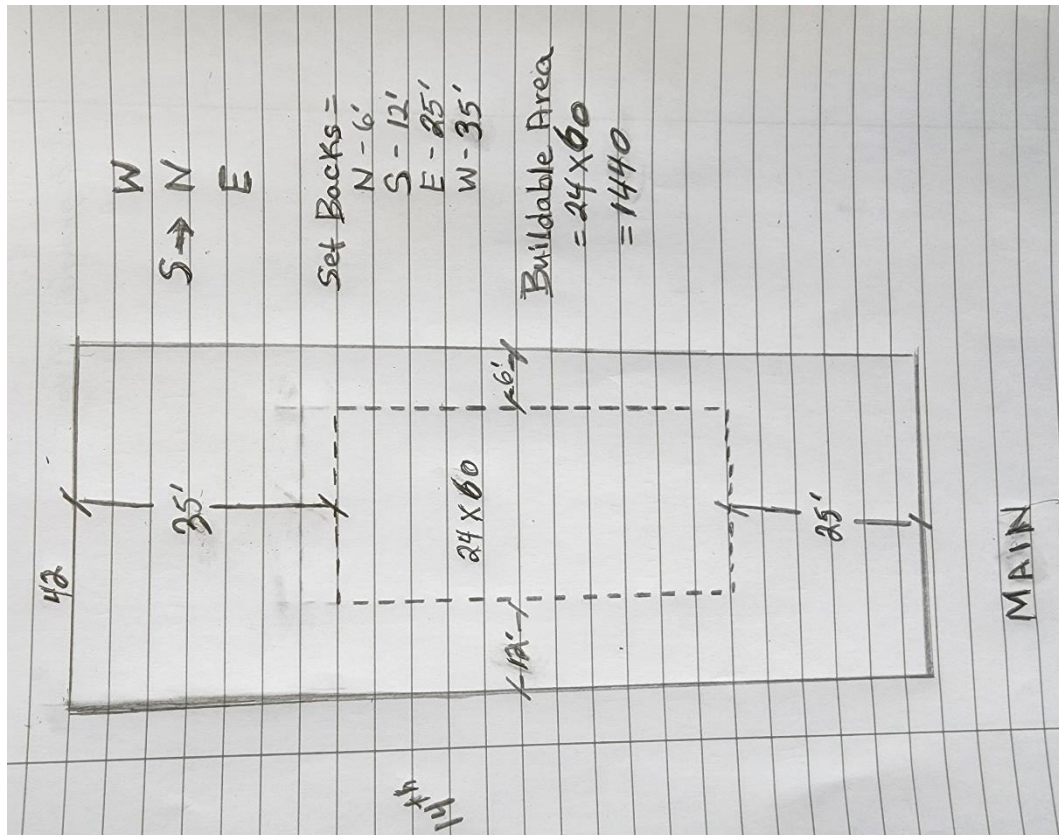 42
W
S → N
E
35'
Set Backs =
N - 6'
S - 12'
E - 25'
W - 35'
24 x 60
12'
6'
Buildable Area
= 24 x 60
= 1440
25'
14th
MAIN